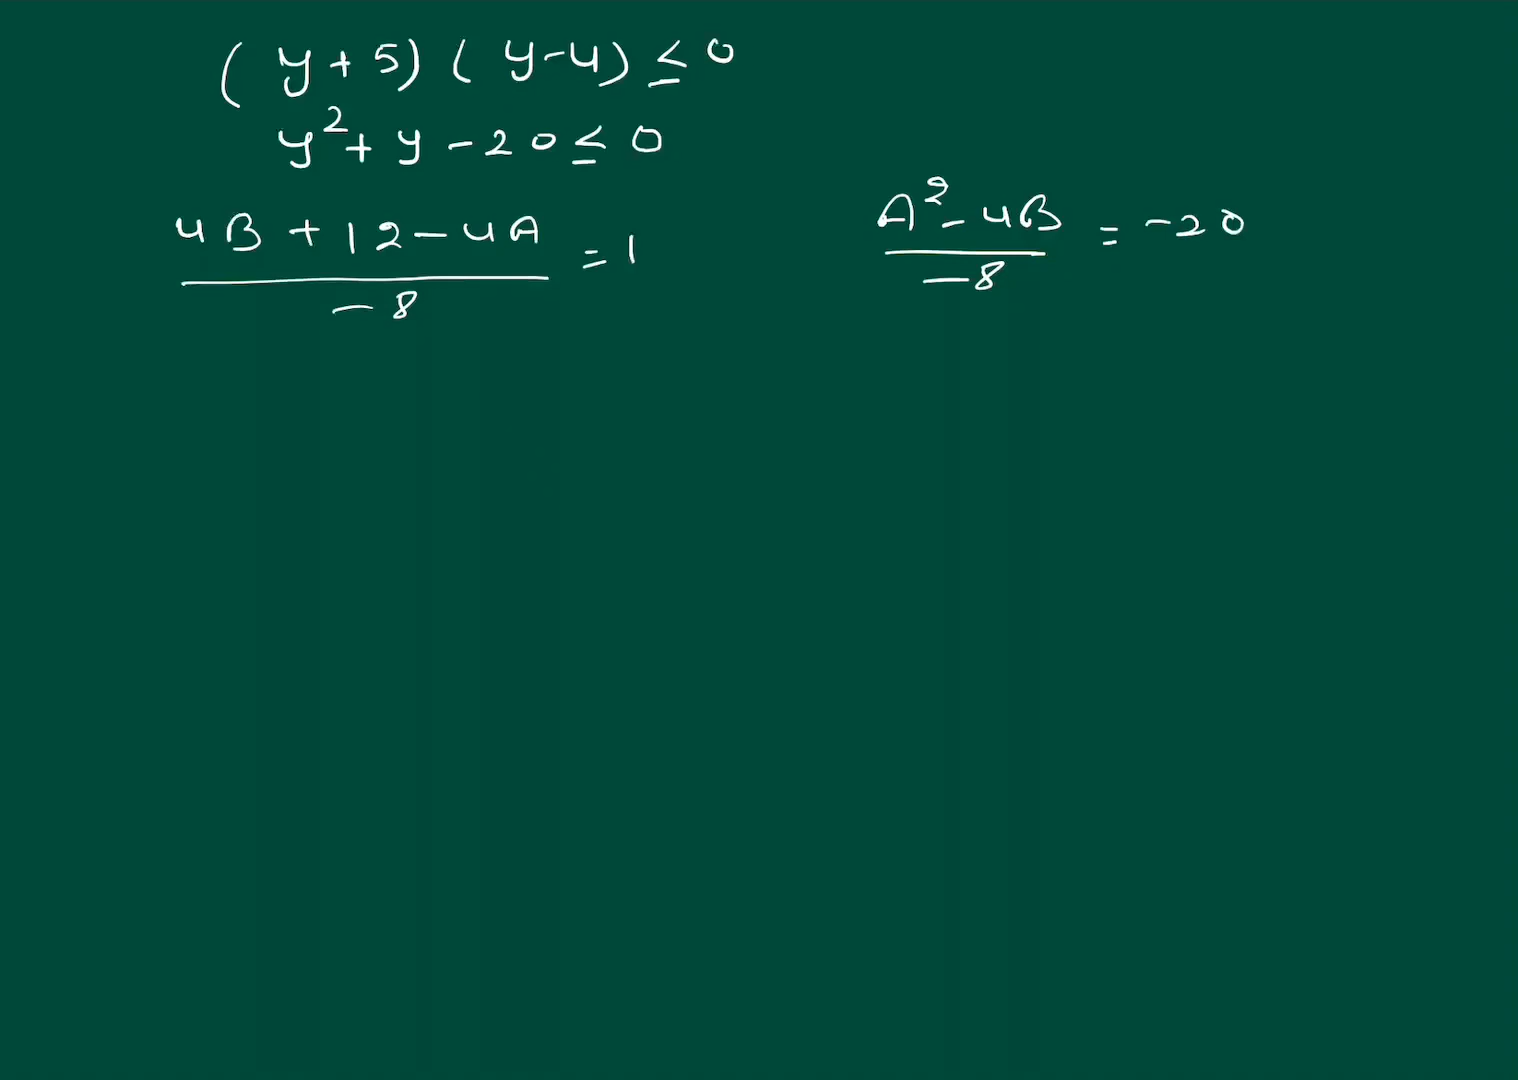 (y+5)(y-4) ≤ 0
y² + y - 20 ≤ 0
(4B + 12 - 4A)/(-8) = 1
(A² - 4B)/(-8) = -20